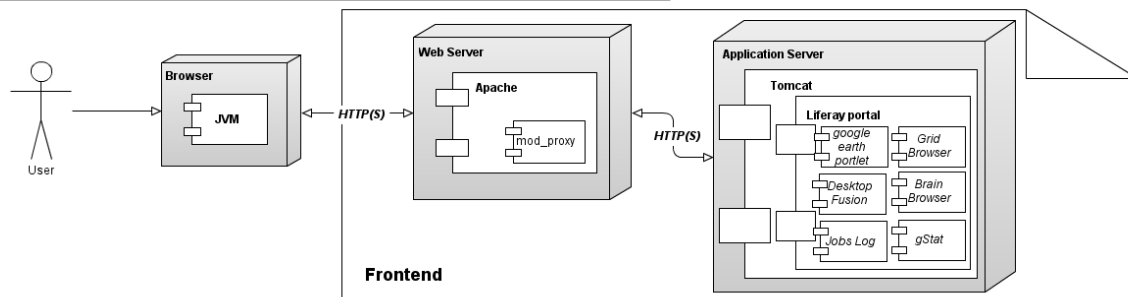 User
Browser
JVM
HTTP(S)
Web Server
Apache
mod_proxy
HTTP(S)
Application Server
Tomcat
Liferay portal
google
earth
portlet
Grid
Browser
Desktop
Fusion
Brain
Browser
Jobs Log
gStat
Frontend